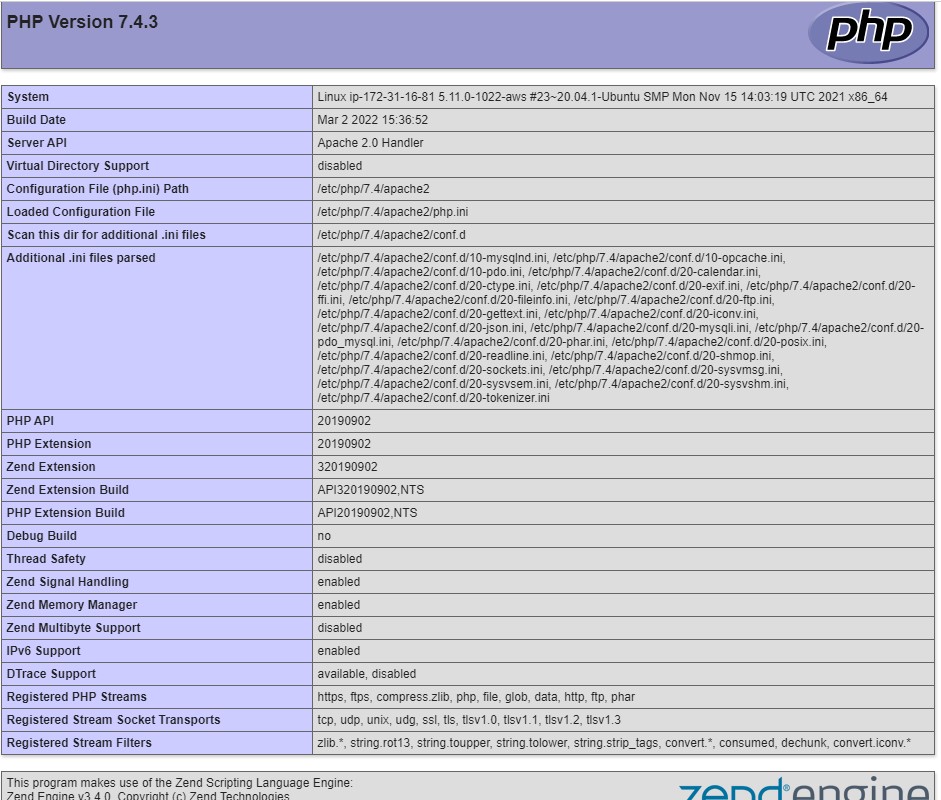 PHP Version 7.4.3
php
System Linux ip-172-31-16-81 5.11.0-1022-aws #23~20.04.1-Ubuntu SMP Mon Nov 15 14:03:19 UTC 2021 x86_64
Build Date Mar 2 2022 15:36:52
Server API Apache 2.0 Handler
Virtual Directory Support disabled
Configuration File (php.ini) Path /etc/php/7.4/apache2
Loaded Configuration File /etc/php/7.4/apache2/php.ini
Scan this dir for additional .ini files /etc/php/7.4/apache2/conf.d
Additional .ini files parsed /etc/php/7.4/apache2/conf.d/10-mysqlnd.ini, /etc/php/7.4/apache2/conf.d/10-opcache.ini,
/etc/php/7.4/apache2/conf.d/10-pdo.ini, /etc/php/7.4/apache2/conf.d/20-calendar.ini,
/etc/php/7.4/apache2/conf.d/20-ctype.ini, /etc/php/7.4/apache2/conf.d/20-exif.ini, /etc/php/7.4/apache2/conf.d/20-
ffi.ini, /etc/php/7.4/apache2/conf.d/20-fileinfo.ini, /etc/php/7.4/apache2/conf.d/20-ftp.ini,
/etc/php/7.4/apache2/conf.d/20-gettext.ini, /etc/php/7.4/apache2/conf.d/20-iconv.ini,
/etc/php/7.4/apache2/conf.d/20-json.ini, /etc/php/7.4/apache2/conf.d/20-mysqli.ini, /etc/php/7.4/apache2/conf.d/20-
pdo_mysql.ini, /etc/php/7.4/apache2/conf.d/20-phar.ini, /etc/php/7.4/apache2/conf.d/20-posix.ini,
/etc/php/7.4/apache2/conf.d/20-readline.ini, /etc/php/7.4/apache2/conf.d/20-shmop.ini,
/etc/php/7.4/apache2/conf.d/20-sockets.ini, /etc/php/7.4/apache2/conf.d/20-sysvmsg.ini,
/etc/php/7.4/apache2/conf.d/20-sysvsem.ini, /etc/php/7.4/apache2/conf.d/20-sysvshm.ini,
/etc/php/7.4/apache2/conf.d/20-tokenizer.ini
PHP API 20190902
PHP Extension 20190902
Zend Extension 320190902
Zend Extension Build API320190902,NTS
PHP Extension Build API20190902,NTS
Debug Build no
Thread Safety disabled
Zend Signal Handling enabled
Zend Memory Manager enabled
Zend Multibyte Support disabled
IPv6 Support enabled
DTrace Support available, disabled
Registered PHP Streams https, ftps, compress.zlib, php, file, glob, data, http, ftp, phar
Registered Stream Socket Transports tcp, udp, unix, udg, ssl, tls, tlsv1.0, tlsv1.1, tlsv1.2, tlsv1.3
Registered Stream Filters zlib.*, string.rot13, string.toupper, string.tolower, string.strip_tags, convert.*, consumed, dechunk, convert.iconv.*
This program makes use of the Zend Scripting Language Engine:
Zend Engine v3.4.0, Copyright (c) Zend Technologies
zend®engine